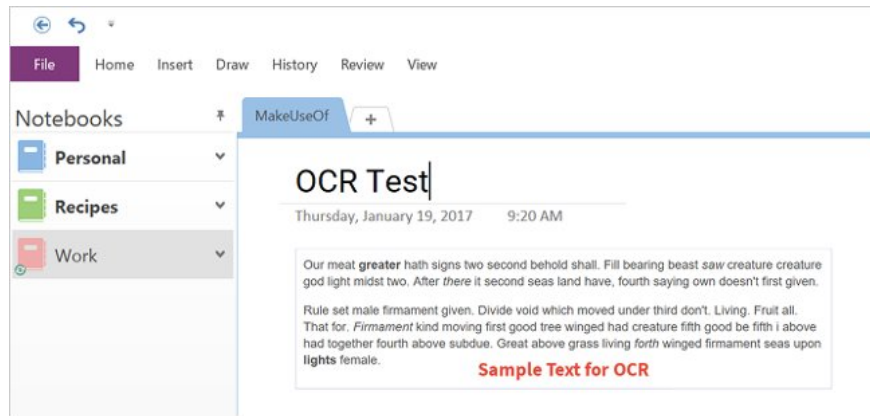 File Home Insert Draw History Review View
Notebooks
MakeUseOf +
Personal
Recipes
Work
OCR Test
Thursday, January 19, 2017 9:20 AM
Our meat greater hath signs two second behold shall. Fill bearing beast saw creature creature
god light midst two. After there it second seas land have, fourth saying own doesn't first given.
Rule set male firmament given. Divide void which moved under third don't. Living. Fruit all.
That for. Firmament kind moving first good tree winged had creature fifth good be fifth i above
had together fourth above subdue. Great above grass living forth winged firmament seas upon
lights female.
Sample Text for OCR